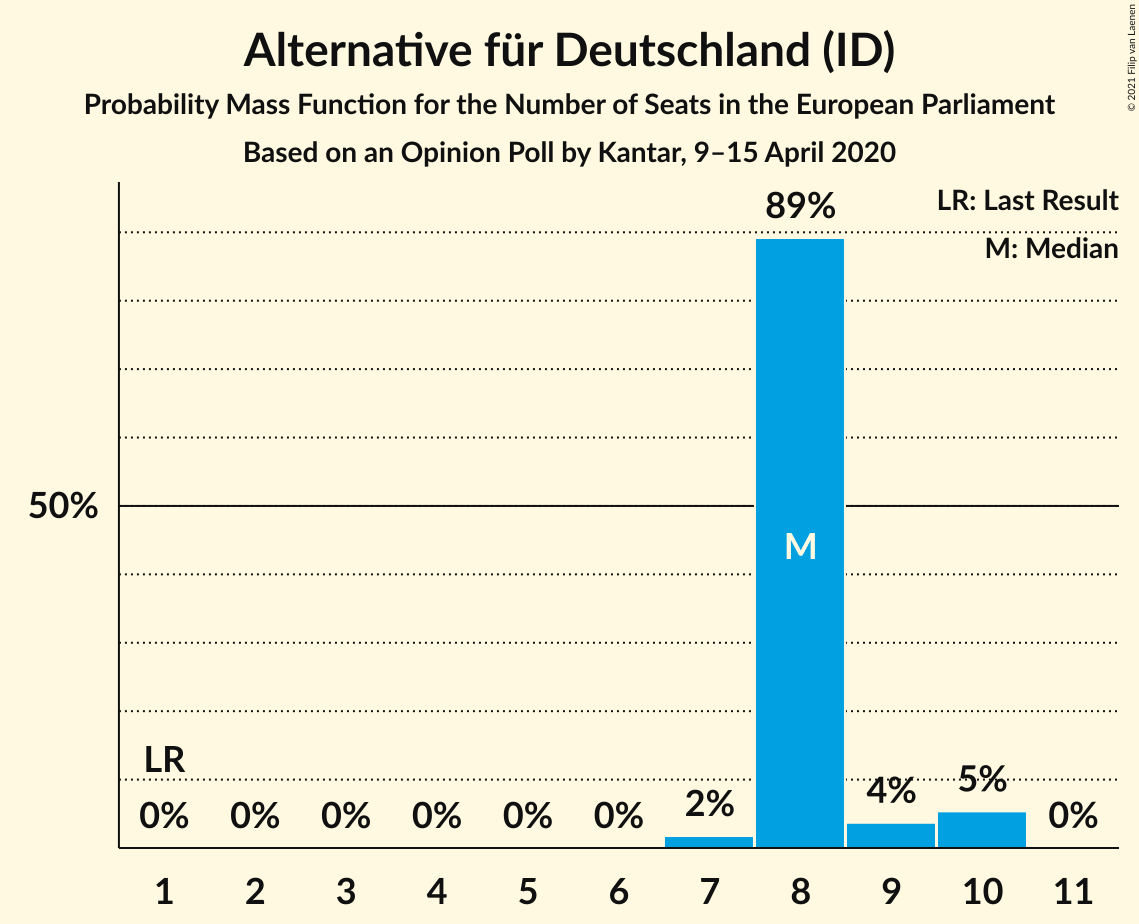 Alternative für Deutschland (ID)
Probability Mass Function for the Number of Seats in the European Parliament
Based on an Opinion Poll by Kantar, 9–15 April 2020
© 2021 Filip van Laenen
LR: Last Result
M: Median
89%
50%
M
LR
0% 0% 0% 0% 0% 0% 2% 4% 5% 0%
1 2 3 4 5 6 7 8 9 10 11